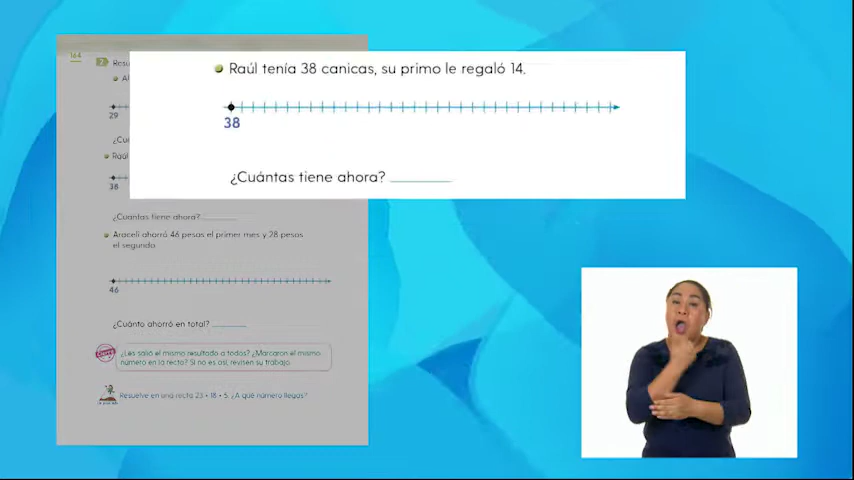 Raúl tenía 38 canicas, su primo le regaló 14.
38
¿Cuántas tiene ahora?
164
2
29
Raúl
38
¿Cuántas tiene ahora?
Araceli ahorró 46 pesos el primer mes y 28 pesos
el segundo
46
¿Cuánto ahorró en total?
Cierre
¿Les salió el mismo resultado a todos? ¿Marcaron el mismo
número en la recta? Si no es así, revisen su trabajo.
Resuelve en una recta 23 + 18 + 5. ¿A qué número llegas?